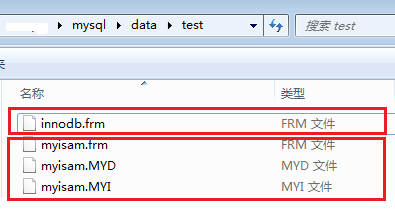 mysql ▸ data ▸ test
搜索 test
来
名称 类型
innodb.frm FRM 文件
myisam.frm FRM 文件
myisam.MYD MYD 文件
myisam.MYI MYI 文件